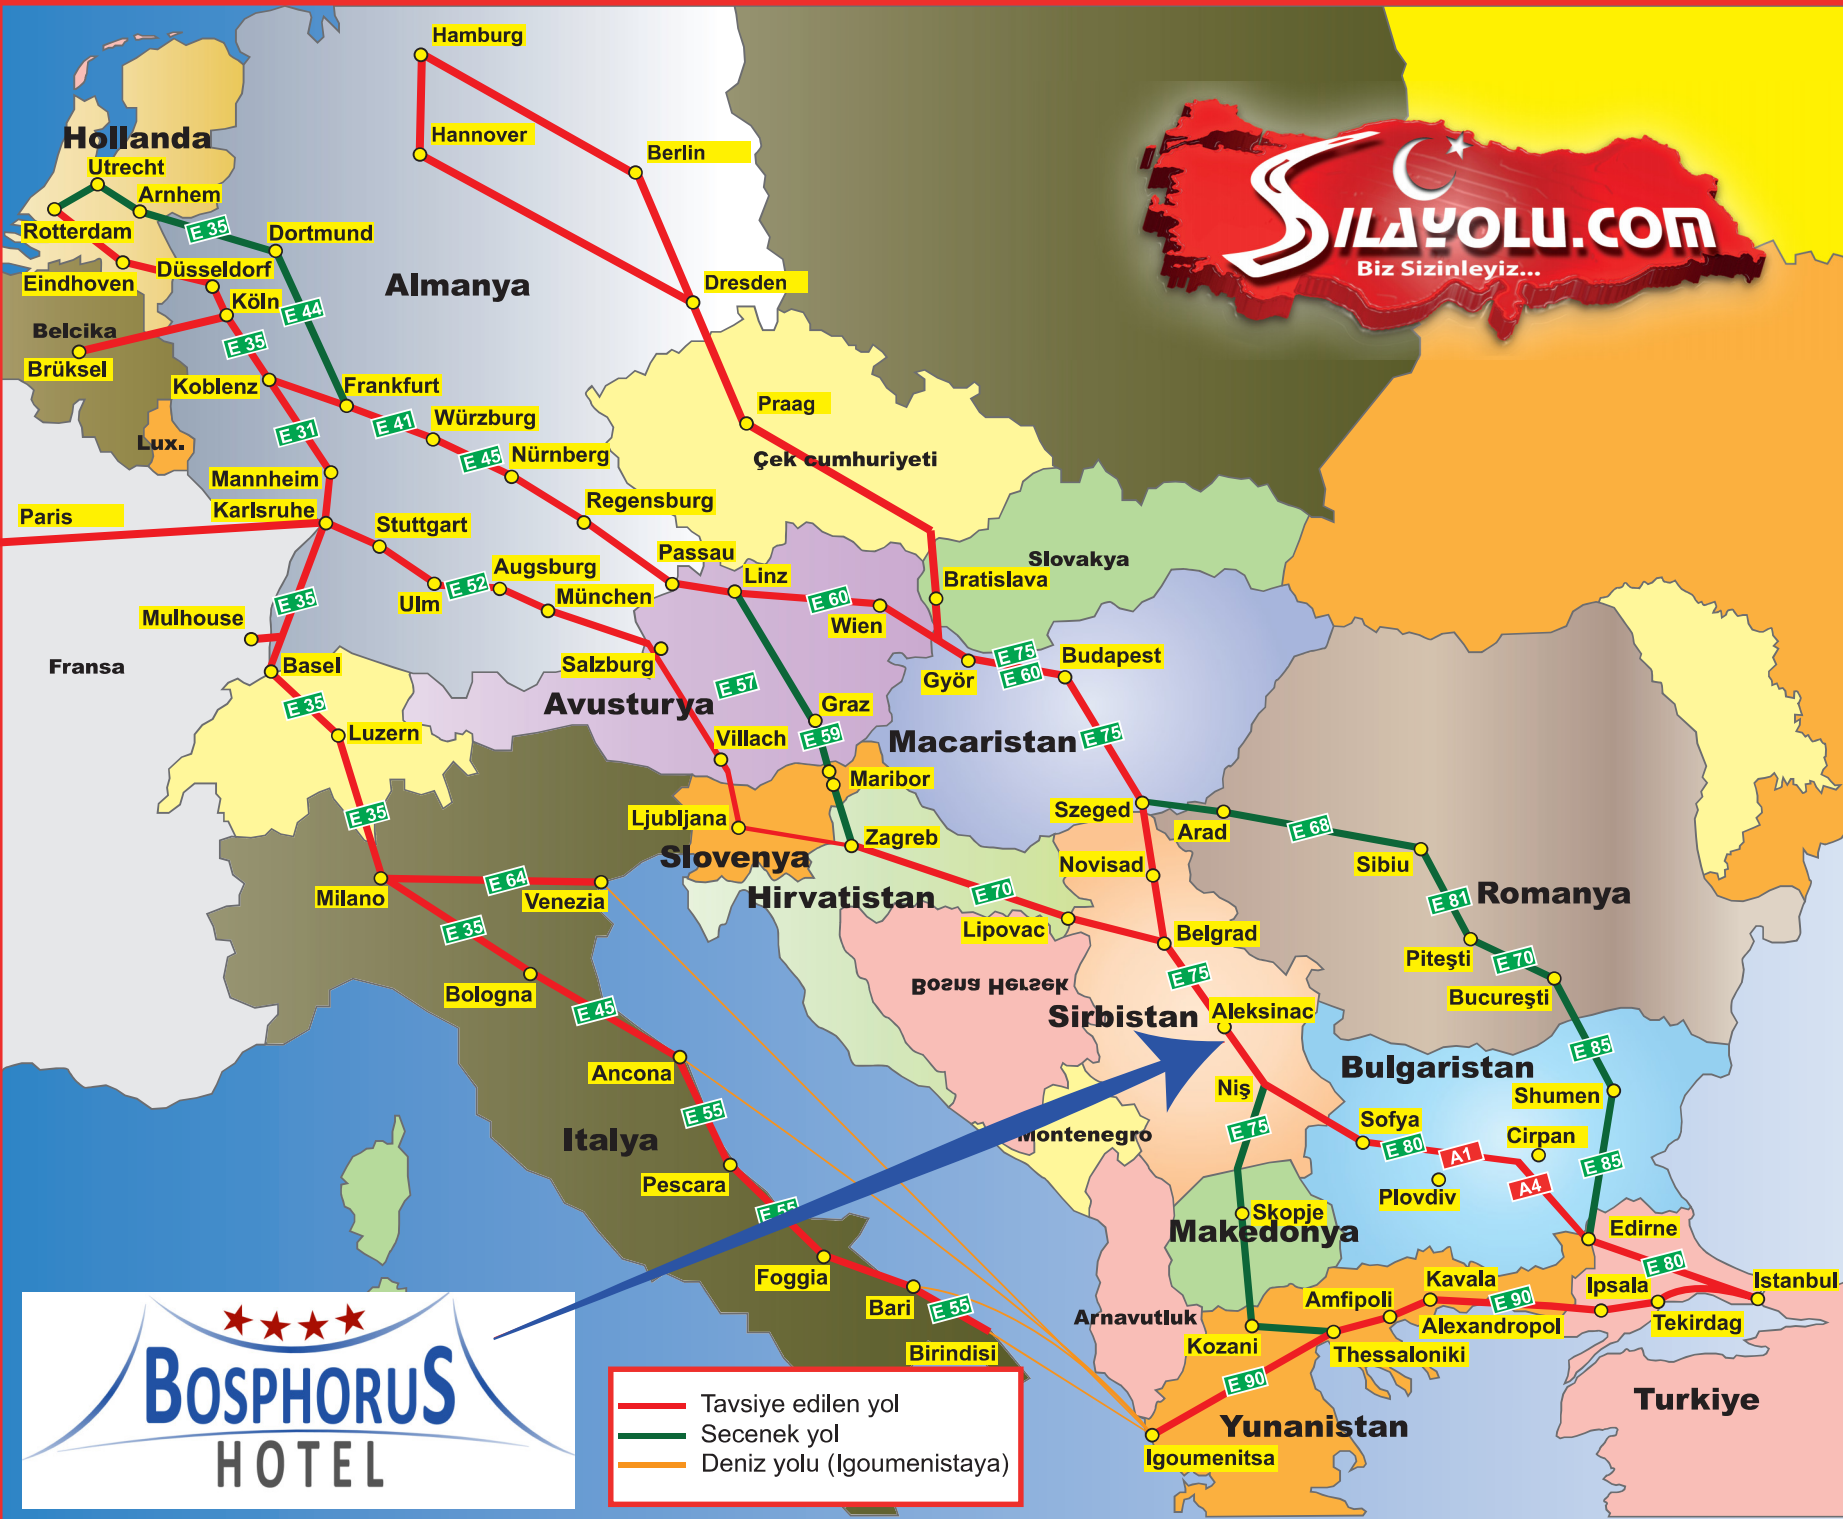 Hamburg
Hannover
Berlin
Hollanda
Utrecht
Arnhem
Rotterdam
E 35
Dortmund
Eindhoven
Düsseldorf
Almanya
Dresden
Köln
E 44
Belcika
E 35
Brüksel
Koblenz
Frankfurt
E 41
Würzburg
Praag
Lux.
E 31
E 45
Nürnberg
Çek cumhuriyeti
Mannheim
Karlsruhe
Paris
Stuttgart
Regensburg
Passau
Slovakya
E 35
Ulm
E 52
Augsburg
München
Linz
E 60
Wien
Bratislava
Mulhouse
Fransa
Basel
Salzburg
E 57
Györ
E 75
E 60
Budapest
E 35
Avusturya
Graz
Luzern
Villach
E 59
Macaristan
E 75
Maribor
E 35
Ljubljana
Zagreb
Szeged
Arad
E 68
Sibiu
Slovenya
Novisad
Milano
E 64
Venezia
Hirvatistan
E 70
E 81
Romanya
Lipovac
Belgrad
E 35
Piteşti
E 70
Bologna
Bosna Hersek
E 75
Bucureşti
E 45
Sirbistan
Aleksinac
E 85
Ancona
Niş
Bulgaristan
Shumen
E 55
Italya
Montenegro
E 75
Sofya
E 80
A1
Cirpan
E 85
Pescara
Plovdiv
A4
E 55
Skopje
Makedonya
Edirne
Foggia
E 80
Bari
E 55
Arnavutluk
Amfipoli
Kavala
E 90
Ipsala
Istanbul
Birindisi
Kozani
Alexandropol
Tekirdag
Thessaloniki
E 90
Turkiye
Yunanistan
Igoumenitsa
SILAYOLU.COM
Biz Sizinleyiz...
BOSPHORUS
HOTEL
Tavsiye edilen yol
Secenek yol
Deniz yolu (Igoumenistaya)